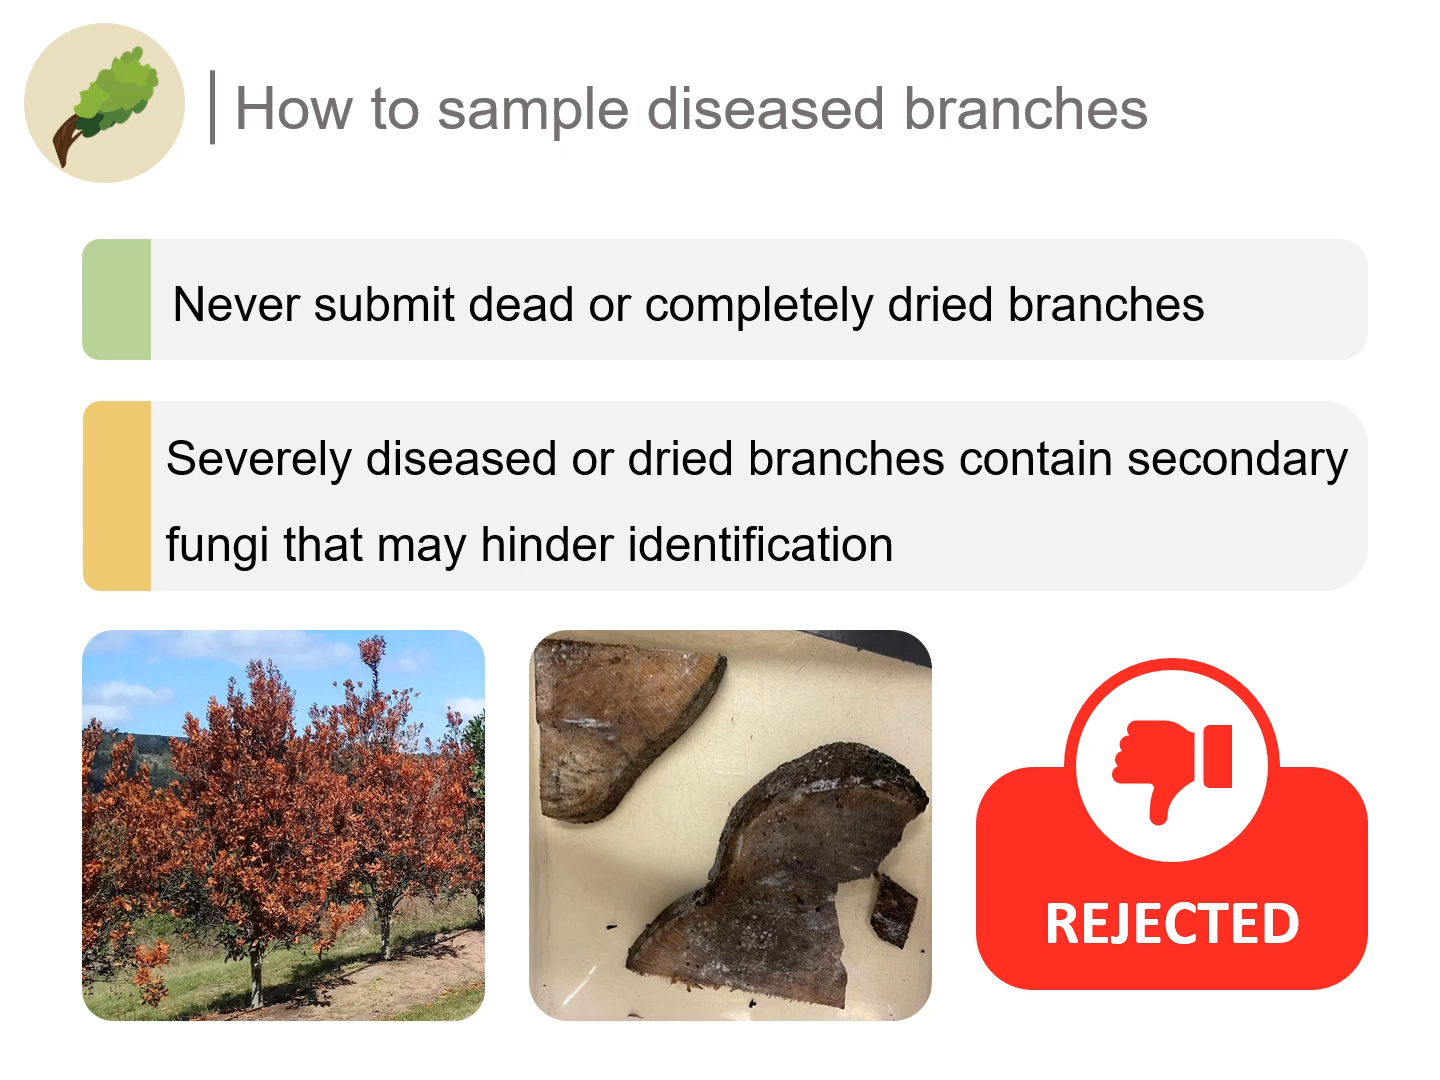 How to sample diseased branches
Never submit dead or completely dried branches
Severely diseased or dried branches contain secondary
fungi that may hinder identification
REJECTED